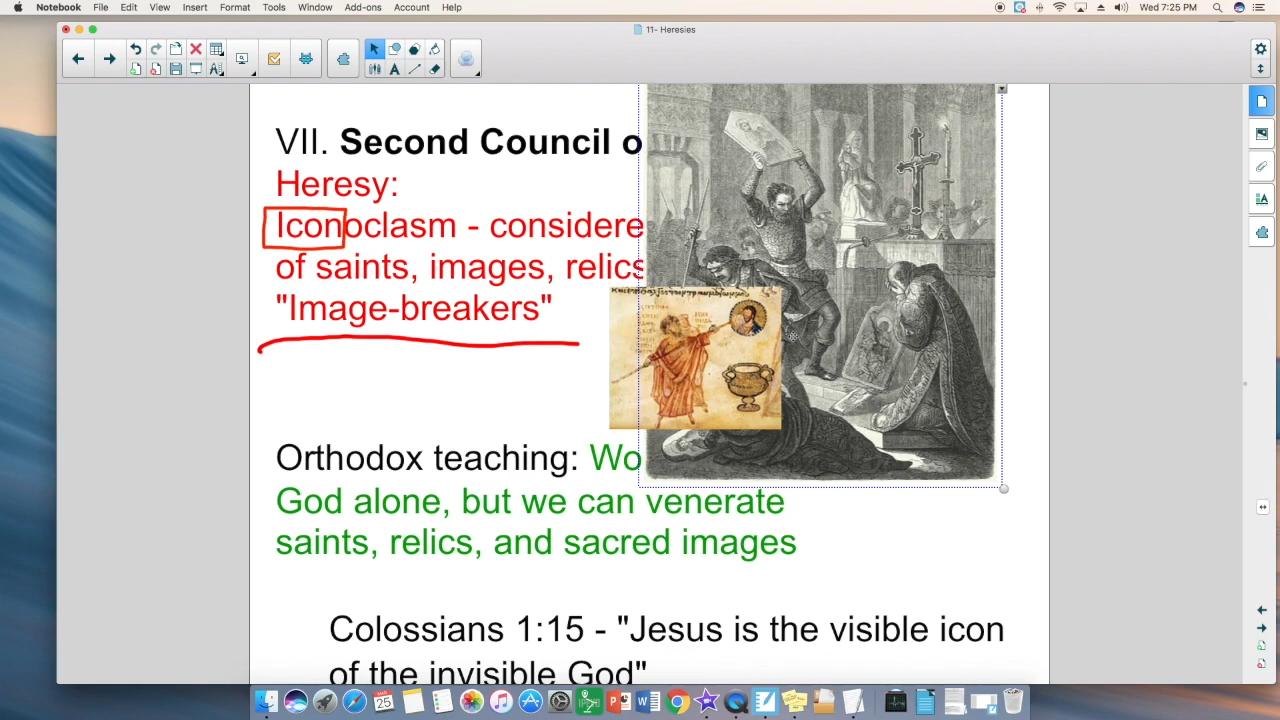 Notebook File Edit View Insert Format Tools Window Add-ons Account Help Wed 7:25 PM
11- Heresies
VII. Second Council o
Heresy:
Iconoclasm - considere
of saints, images, relics
"Image-breakers"
Orthodox teaching: Wo
God alone, but we can venerate
saints, relics, and sacred images
Colossians 1:15 - "Jesus is the visible icon
of the invisible God"